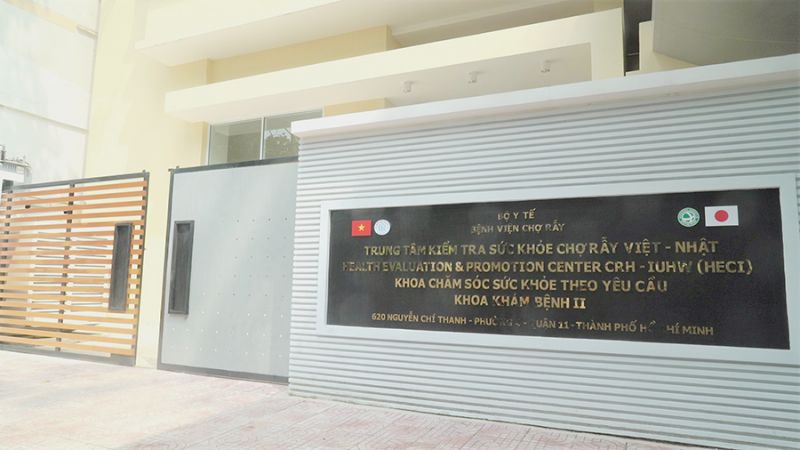 BỘ Y TẾ
BỆNH VIỆN CHỢ RẪY
TRUNG TÂM KIỂM TRA SỨC KHỎE CHỢ RẪY VIỆT - NHẬT
HEALTH EVALUATION & PROMOTION CENTER CRH - IUHW (HECI)
KHOA CHĂM SÓC SỨC KHỎE THEO YÊU CẦU
KHOA KHÁM BỆNH II
620 NGUYỄN CHÍ THANH - PHƯỜNG - QUẬN 11 - THÀNH PHỐ HỒ CHÍ MINH